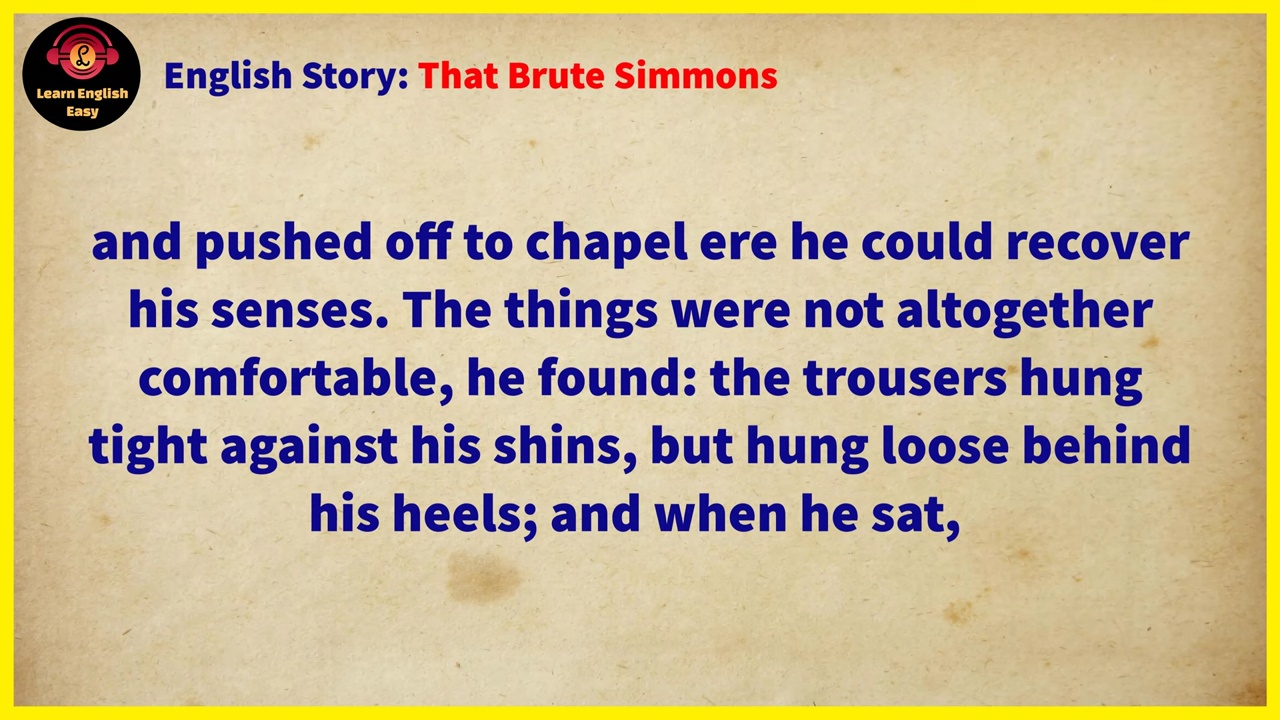 Learn English
Easy
English Story: That Brute Simmons
and pushed off to chapel ere he could recover
his senses. The things were not altogether
comfortable, he found: the trousers hung
tight against his shins, but hung loose behind
his heels; and when he sat,